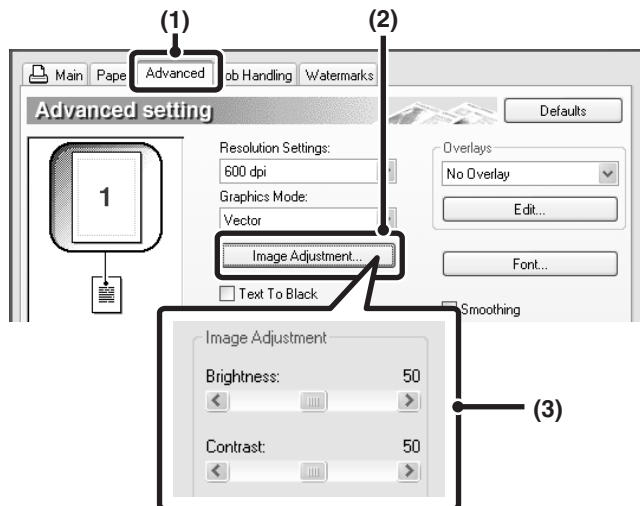 (1)
(2)
Main
Pape
Advanced
ob Handling
Watermarks
Advanced setting
Defaults
1
Resolution Settings:
600 dpi
Graphics Mode:
Vector
Image Adjustment...
Text To Black
Overlays
No Overlay
Edit...
Font...
Smoothing
Image Adjustment
Brightness: 50
Contrast: 50
(3)